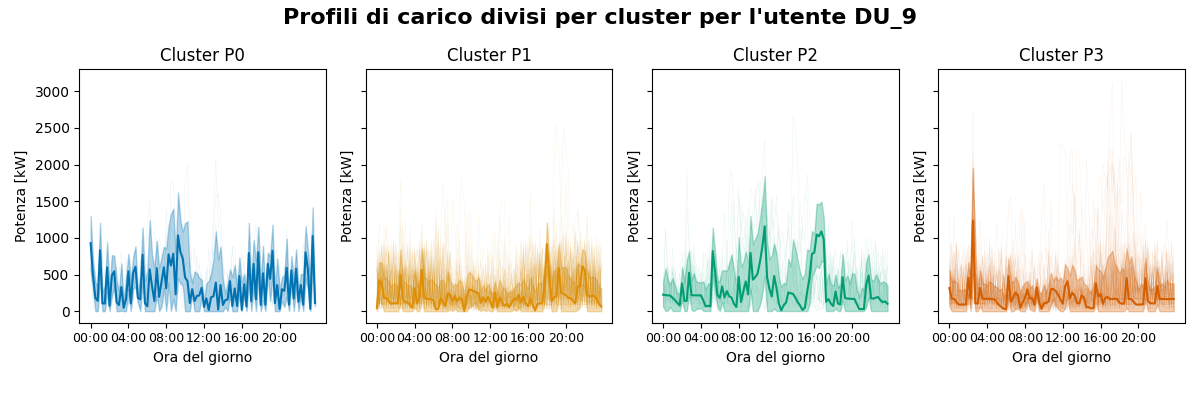 Profili di carico divisi per cluster per l'utente DU_9
Cluster P0
Cluster P1
Cluster P2
Cluster P3
Potenza [kW]
3000
2500
2000
1500
1000
500
0
00:00 04:00 08:00 12:00 16:00 20:00
Ora del giorno
Potenza [kW]
00:00 04:00 08:00 12:00 16:00 20:00
Ora del giorno
Potenza [kW]
00:00 04:00 08:00 12:00 16:00 20:00
Ora del giorno
Potenza [kW]
00:00 04:00 08:00 12:00 16:00 20:00
Ora del giorno